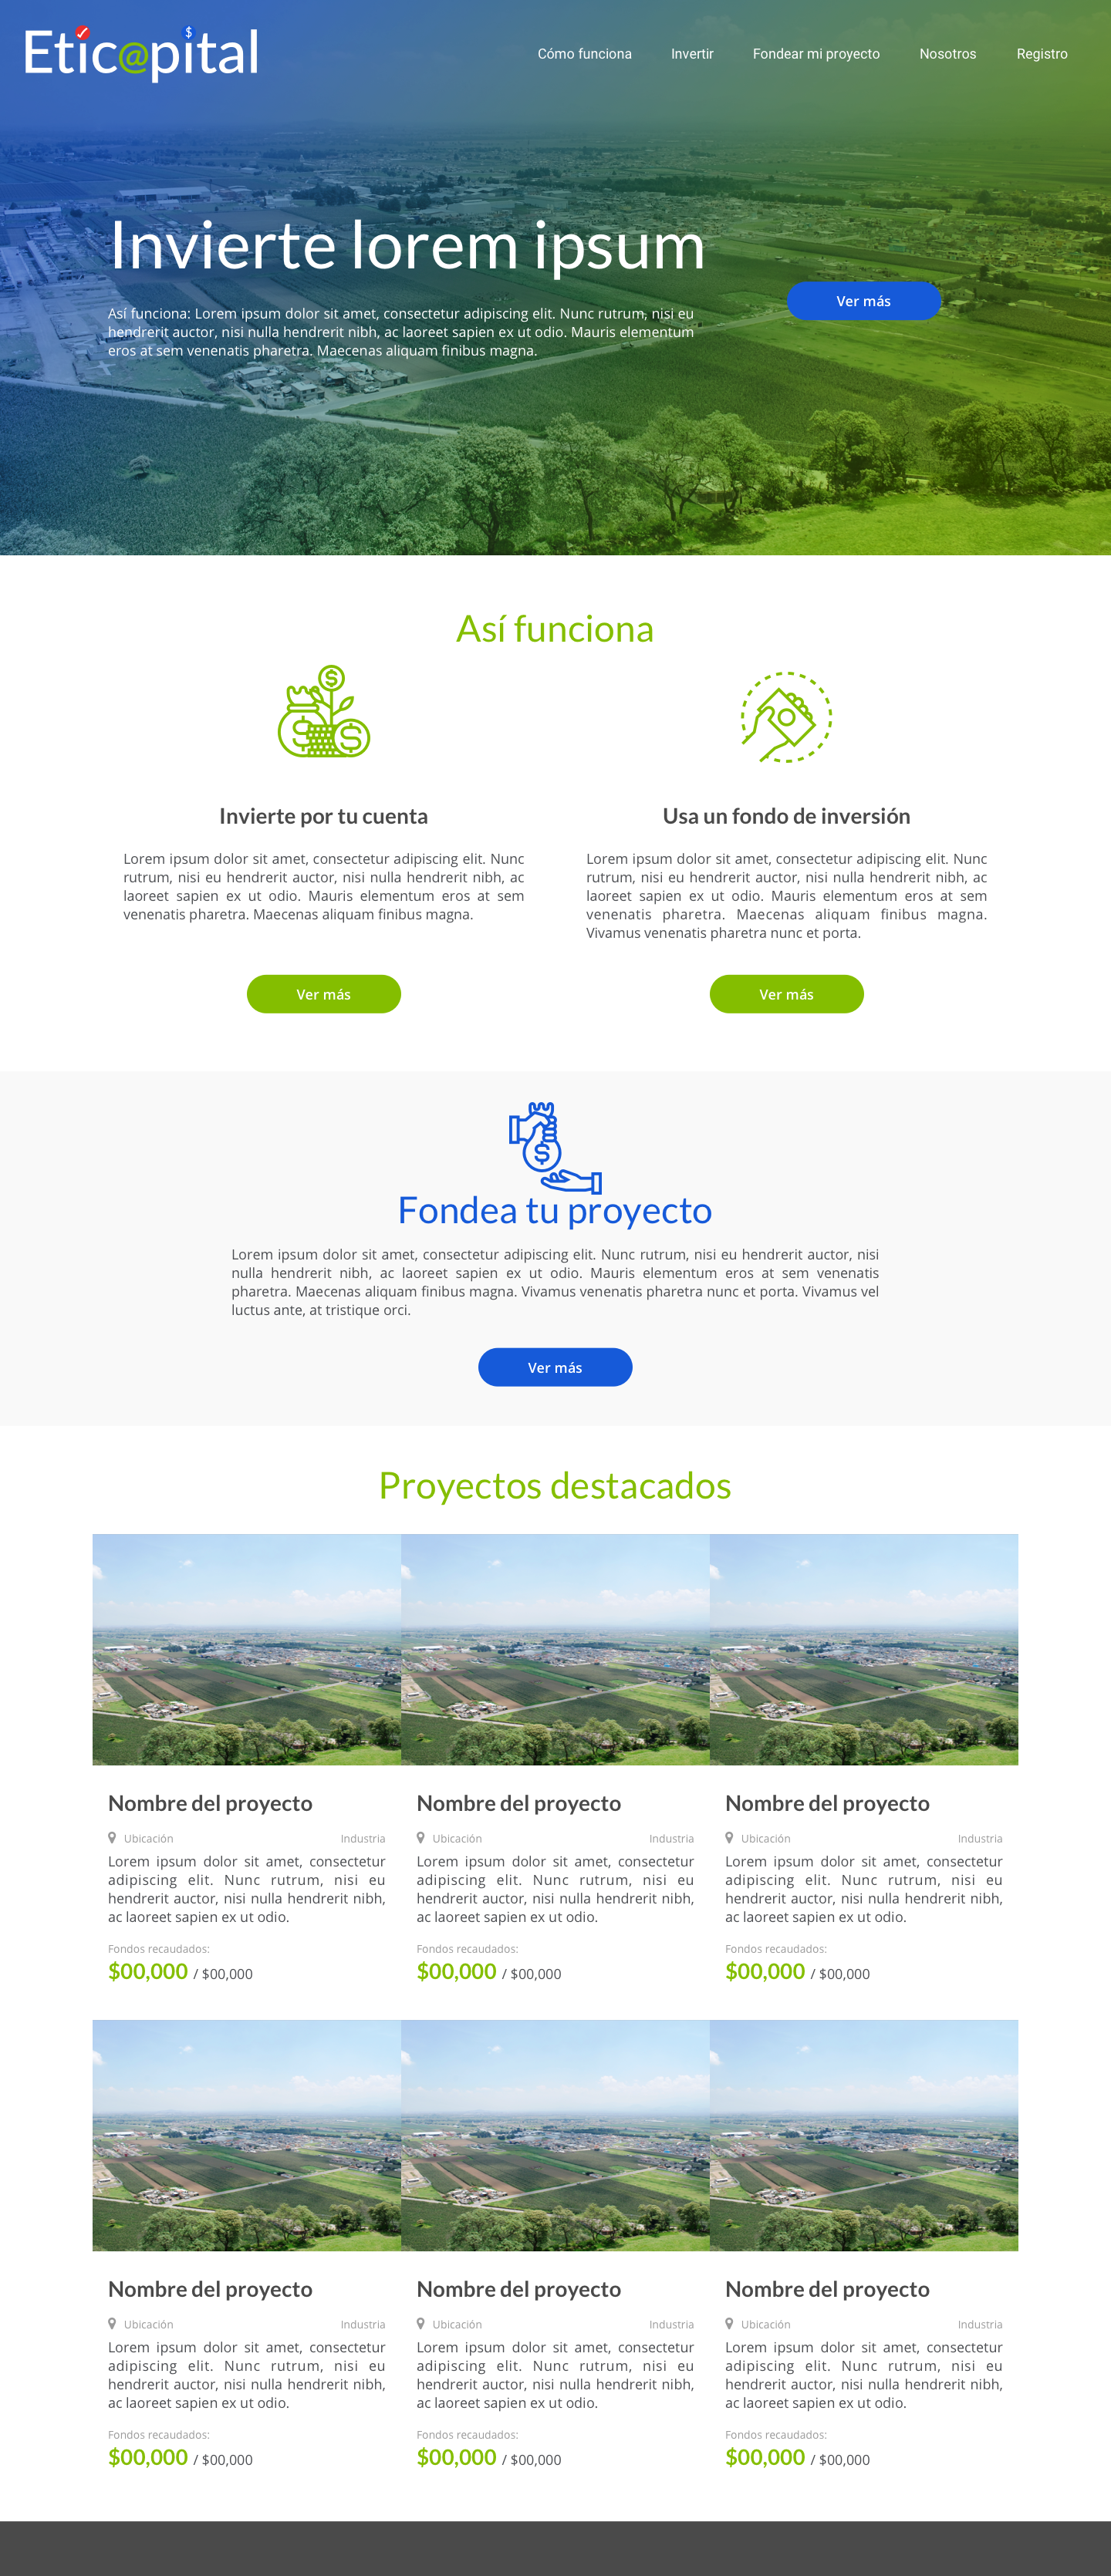 Etic@pital
Cómo funciona Invertir Fondear mi proyecto Nosotros Registro
Invierte lorem ipsum
Así funciona: Lorem ipsum dolor sit amet, consectetur adipiscing elit. Nunc rutrum, nisi eu
hendrerit auctor, nisi nulla hendrerit nibh, ac laoreet sapien ex ut odio. Mauris elementum
eros at sem venenatis pharetra. Maecenas aliquam finibus magna.
Ver más
Así funciona
Invierte por tu cuenta
Lorem ipsum dolor sit amet, consectetur adipiscing elit. Nunc
rutrum, nisi eu hendrerit auctor, nisi nulla hendrerit nibh, ac
laoreet sapien ex ut odio. Mauris elementum eros at sem
venenatis pharetra. Maecenas aliquam finibus magna.
Ver más
Usa un fondo de inversión
Lorem ipsum dolor sit amet, consectetur adipiscing elit. Nunc
rutrum, nisi eu hendrerit auctor, nisi nulla hendrerit nibh, ac
laoreet sapien ex ut odio. Mauris elementum eros at sem
venenatis pharetra. Maecenas aliquam finibus magna.
Vivamus venenatis pharetra nunc et porta.
Ver más
Fondea tu proyecto
Lorem ipsum dolor sit amet, consectetur adipiscing elit. Nunc rutrum, nisi eu hendrerit auctor, nisi
nulla hendrerit nibh, ac laoreet sapien ex ut odio. Mauris elementum eros at sem venenatis
pharetra. Maecenas aliquam finibus magna. Vivamus venenatis pharetra nunc et porta. Vivamus vel
luctus ante, at tristique orci.
Ver más
Proyectos destacados
Nombre del proyecto
Ubicación Industria
Lorem ipsum dolor sit amet, consectetur
adipiscing elit. Nunc rutrum, nisi eu
hendrerit auctor, nisi nulla hendrerit nibh,
ac laoreet sapien ex ut odio.
Fondos recaudados:
$00,000 / $00,000
Nombre del proyecto
Ubicación Industria
Lorem ipsum dolor sit amet, consectetur
adipiscing elit. Nunc rutrum, nisi eu
hendrerit auctor, nisi nulla hendrerit nibh,
ac laoreet sapien ex ut odio.
Fondos recaudados:
$00,000 / $00,000
Nombre del proyecto
Ubicación Industria
Lorem ipsum dolor sit amet, consectetur
adipiscing elit. Nunc rutrum, nisi eu
hendrerit auctor, nisi nulla hendrerit nibh,
ac laoreet sapien ex ut odio.
Fondos recaudados:
$00,000 / $00,000
Nombre del proyecto
Ubicación Industria
Lorem ipsum dolor sit amet, consectetur
adipiscing elit. Nunc rutrum, nisi eu
hendrerit auctor, nisi nulla hendrerit nibh,
ac laoreet sapien ex ut odio.
Fondos recaudados:
$00,000 / $00,000
Nombre del proyecto
Ubicación Industria
Lorem ipsum dolor sit amet, consectetur
adipiscing elit. Nunc rutrum, nisi eu
hendrerit auctor, nisi nulla hendrerit nibh,
ac laoreet sapien ex ut odio.
Fondos recaudados:
$00,000 / $00,000
Nombre del proyecto
Ubicación Industria
Lorem ipsum dolor sit amet, consectetur
adipiscing elit. Nunc rutrum, nisi eu
hendrerit auctor, nisi nulla hendrerit nibh,
ac laoreet sapien ex ut odio.
Fondos recaudados:
$00,000 / $00,000